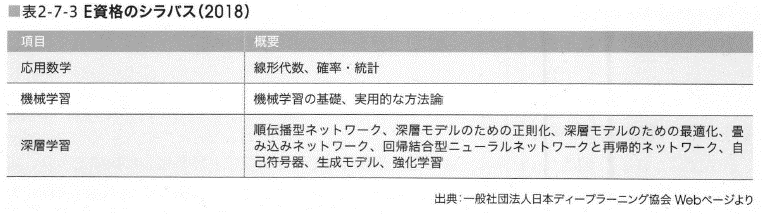 ■表2-7-3 E資格のシラバス(2018)
項目 概要
応用数学 線形代数、確率・統計
機械学習 機械学習の基礎、実用的な方法論
順伝播型ネットワーク、深層モデルのための正則化、深層モデルのための最適化、畳
深層学習 み込みネットワーク、回帰結合型ニューラルネットワークと再帰的ネットワーク、自
己符号器、生成モデル、強化学習
出典:一般社団法人日本ディープラーニング協会 Webページより